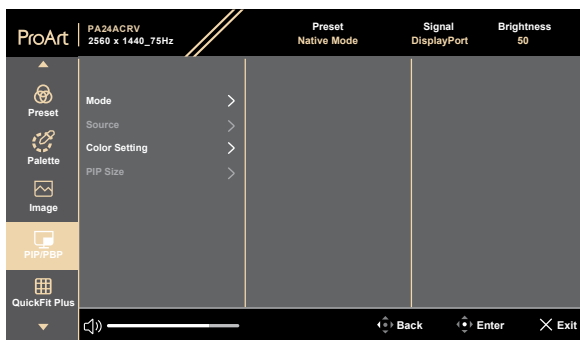 ProArt
PA24ACRV
2560 x 1440_75Hz
Preset
Native Mode
Signal
DisplayPort
Brightness
50
Preset
Palette
Image
PIP/PBP
QuickFit Plus
Mode
Source
Color Setting
PIP Size
Back
Enter
Exit